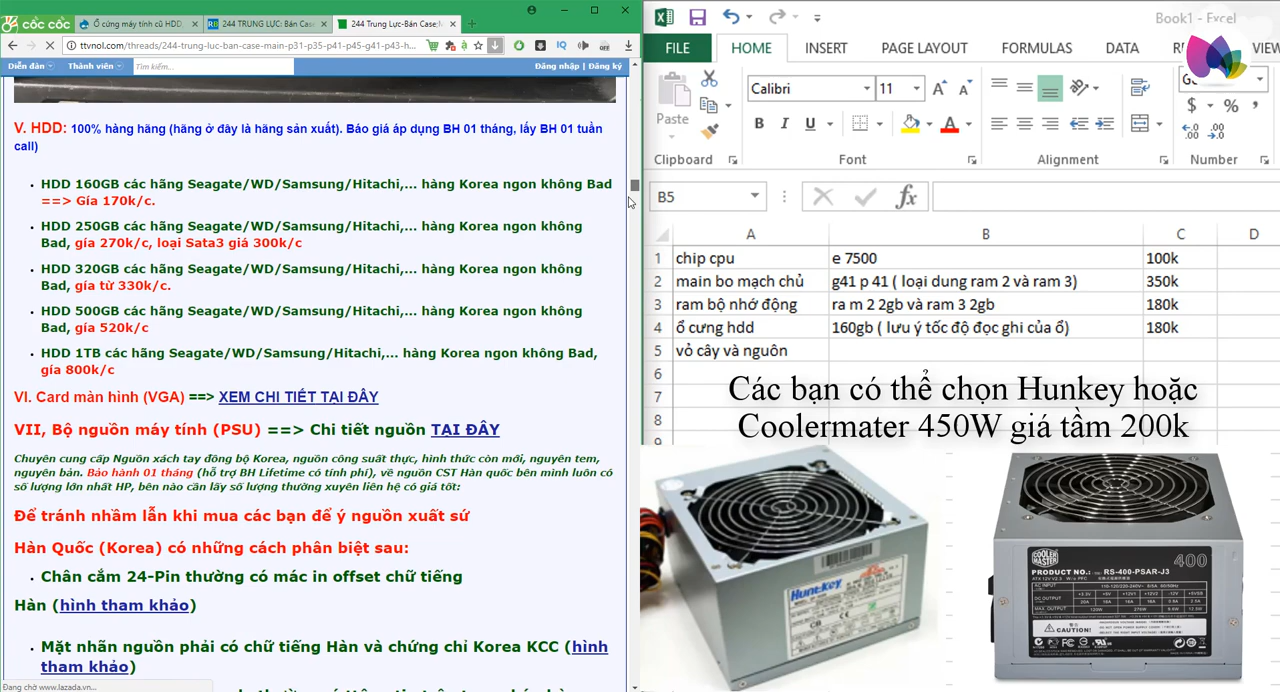 cốc cốc
Ổ cứng máy tính cũ HDD
244 TRUNG LỰC: Bán Case
244 Trung Lực-Bán Case:M
ttvnol.com/threads/244-trung-luc-ban-case-main-p31-p35-p41-p45-g41-p43-h...
Diễn đàn
Thành viên
Tìm kiếm...
Đăng nhập | Đăng ký
V. HDD: 100% hàng hãng (hãng ở đây là hãng sản xuất). Báo giá áp dụng BH 01 tháng, lấy BH 01 tuần
call)
• HDD 160GB các hãng Seagate/WD/Samsung/Hitachi,... hàng Korea ngon không Bad
==> Gía 170k/c.
• HDD 250GB các hãng Seagate/WD/Samsung/Hitachi,... hàng Korea ngon không
Bad, gía 270k/c, loại Sata3 giá 300k/c
• HDD 320GB các hãng Seagate/WD/Samsung/Hitachi,... hàng Korea ngon không
Bad, gía từ 330k/c.
• HDD 500GB các hãng Seagate/WD/Samsung/Hitachi,... hàng Korea ngon không
Bad, gía 520k/c
• HDD 1TB các hãng Seagate/WD/Samsung/Hitachi,... hàng Korea ngon không Bad,
gía 800k/c
VI. Card màn hình (VGA) ==> XEM CHI TIẾT TẠI ĐÂY
VII, Bộ nguồn máy tính (PSU) ==> Chi tiết nguồn TẠI ĐÂY
Chuyên cung cấp Nguồn xách tay đồng bộ Korea, nguồn công suất thực, hình thức còn mới, nguyên tem,
nguyên bản. Bảo hành 01 tháng (hỗ trợ BH Lifetime có tính phí), về nguồn CST Hàn quốc bên mình luôn có
số lượng lớn nhất HP, bên nào cần lấy số lượng thường xuyên liên hệ có giá tốt:
Để tránh nhầm lẫn khi mua các bạn để ý nguồn xuất sứ
Hàn Quốc (Korea) có những cách phân biệt sau:
• Chân cắm 24-Pin thường có mác in offset chữ tiếng
Hàn (hình tham khảo)
• Mặt nhãn nguồn phải có chữ tiếng Hàn và chứng chỉ Korea KCC (hình
tham khảo)
Đang chờ www.lazada.vn...
Book1 - Excel
FILE HOME INSERT PAGE LAYOUT FORMULAS DATA VIEW
Paste
Calibri 11
B I U
$ %
Clipboard Font Alignment Number
B5
fx
A B C D
1 chip cpu e 7500 100k
2 main bo mạch chủ g41 p 41 ( loại dung ram 2 và ram 3) 350k
3 ram bộ nhớ động ra m 2 2gb và ram 3 2gb 180k
4 ổ cưng hdd 160gb ( lưu ý tốc độ đọc ghi của ổ) 180k
5 vỏ cây và nguôn
6
7
8
9
Các bạn có thể chọn Hunkey hoặc
Coolermater 450W giá tầm 200k
Huntkey
COOLER
MASTER
400
PRODUCT NO.: RS-400-PSAR-J3
AC INPUT
DC OUTPUT
MAX. OUTPUT
CAUTION!